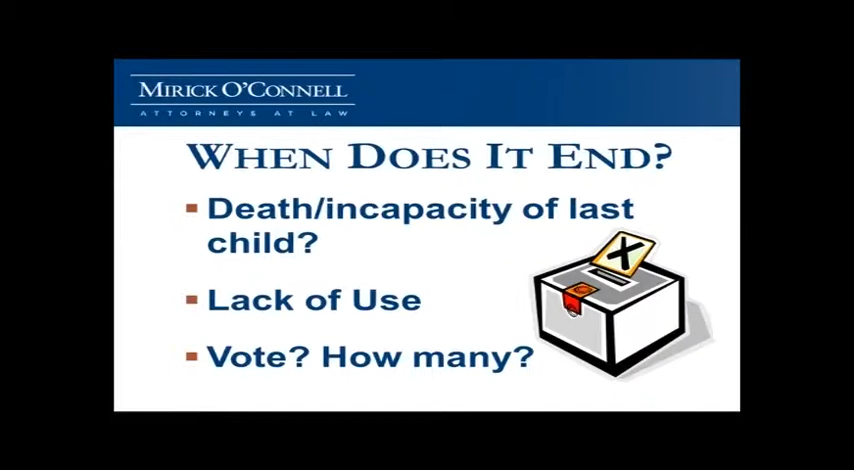 MIRICK O'CONNELL
ATTORNEYS AT LAW
WHEN DOES IT END?
▪ Death/incapacity of last
child?
▪ Lack of Use
▪ Vote? How many?
X